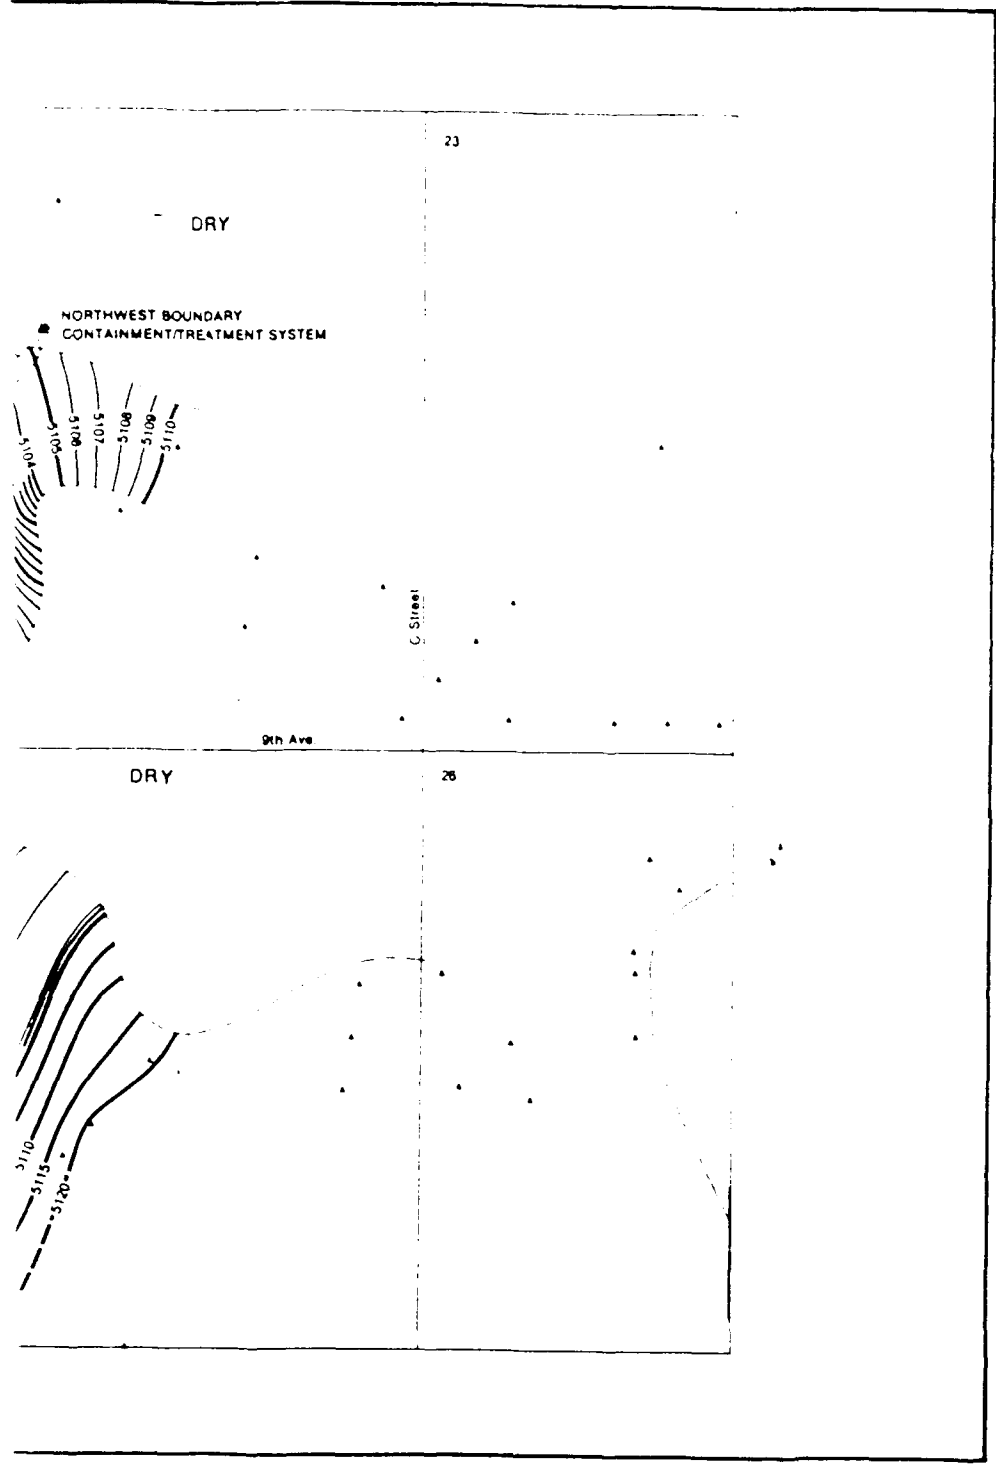 23
DRY
NORTHWEST BOUNDARY
CONTAINMENT/TREATMENT SYSTEM
5104
5105
5106
5107
5108
5109
5110
C Street
9th Ave.
DRY
26
5110
5115
5120